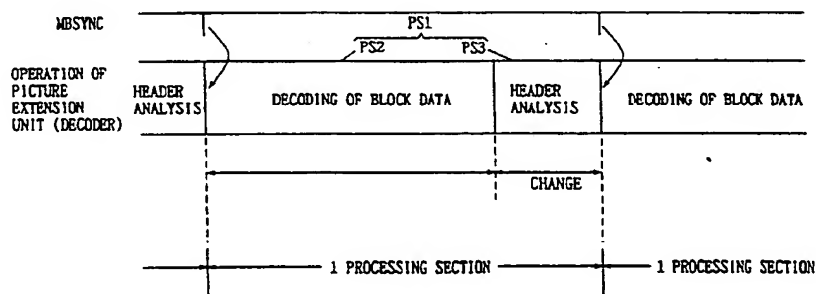 MBSYNC
PS1
PS2
PS3
OPERATION OF
PICTURE
EXTENSION
UNIT (DECODER)
HEADER
ANALYSIS
DECODING OF BLOCK DATA
HEADER
ANALYSIS
DECODING OF BLOCK DATA
CHANGE
1 PROCESSING SECTION
1 PROCESSING SECTION